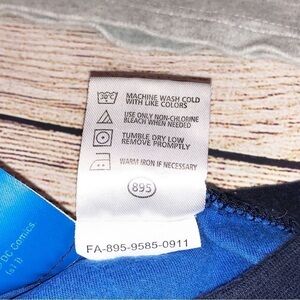 30°C
MACHINE WASH COLD
WITH LIKE COLORS
USE ONLY NON-CHLORINE
BLEACH WHEN NEEDED
TUMBLE DRY LOW
REMOVE PROMPTLY
WARM IRON IF NECESSARY
895
FA-895-9585-0911
DC Comics.